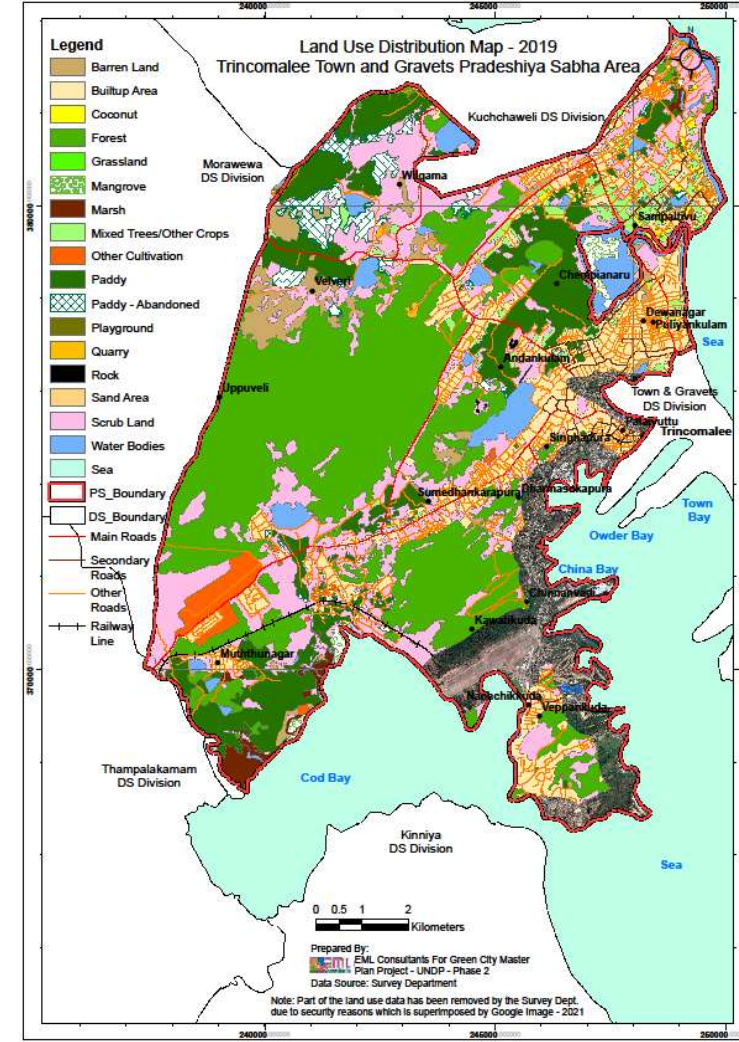 240000 245000 250000
Land Use Distribution Map - 2019
Trincomalee Town and Gravets Pradeshiya Sabha Area
Legend
Barren Land
Builtup Area
Coconut
Forest
Grassland
Mangrove
Marsh
Mixed Trees/Other Crops
Other Cultivation
Paddy
Paddy - Abandoned
Playground
Quarry
Rock
Sand Area
Scrub Land
Water Bodies
Sea
PS_Boundary
DS_Boundary
Main Roads
Secondary
Roads
Other
Roads
Railway
Line
N
E
Kuchchaweli DS Division
Morawewa
DS Division
Wilgama
380000
Sampaltivu
Velveri
Chempianaru
Dewanagar
Puliyankulam
Sea
Andankulam
Uppuveli
Town & Gravets
DS Division
Palaiyuttu
Trincomalee
Singhapura
Sumedhankarapura
Dharmasokapura
Town
Bay
Owder Bay
China Bay
Chinnanvadi
Kawatikuda
370000
Muththunagar
Nachchikkuda
Veppankuda
Thampalakamam
DS Division
Cod Bay
Kinniya
DS Division
Sea
0 0.5 1 2
Kilometers
Prepared By:
EML
EML Consultants For Green City Master
Plan Project - UNDP - Phase 2
Data Source: Survey Department
Note: Part of the land use data has been removed by the Survey Dept.
due to security reasons which is superimposed by Google Image - 2021
240000 245000 250000